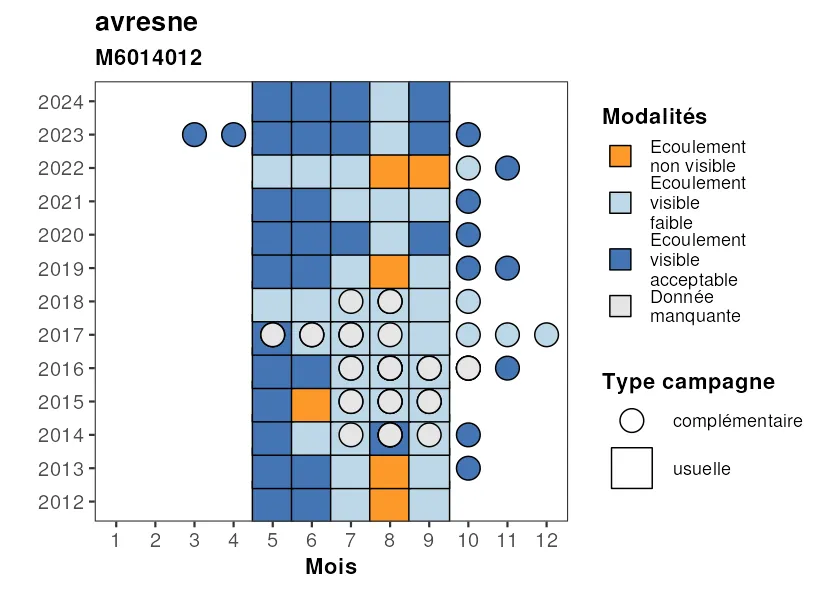 avresne
M6014012
2024
2023
2022
2021
2020
2019
2018
2017
2016
2015
2014
2013
2012
1 2 3 4 5 6 7 8 9 10 11 12
Mois
Modalités
Ecoulement
non visible
Ecoulement
visible
faible
Ecoulement
visible
acceptable
Donnée
manquante
Type campagne
complémentaire
usuelle